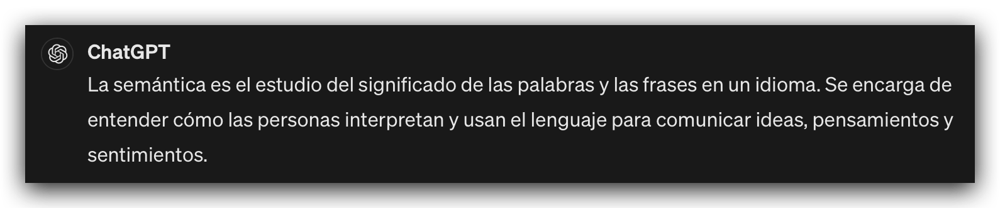 ChatGPT
La semántica es el estudio del significado de las palabras y las frases en un idioma. Se encarga de
entender cómo las personas interpretan y usan el lenguaje para comunicar ideas, pensamientos y
sentimientos.